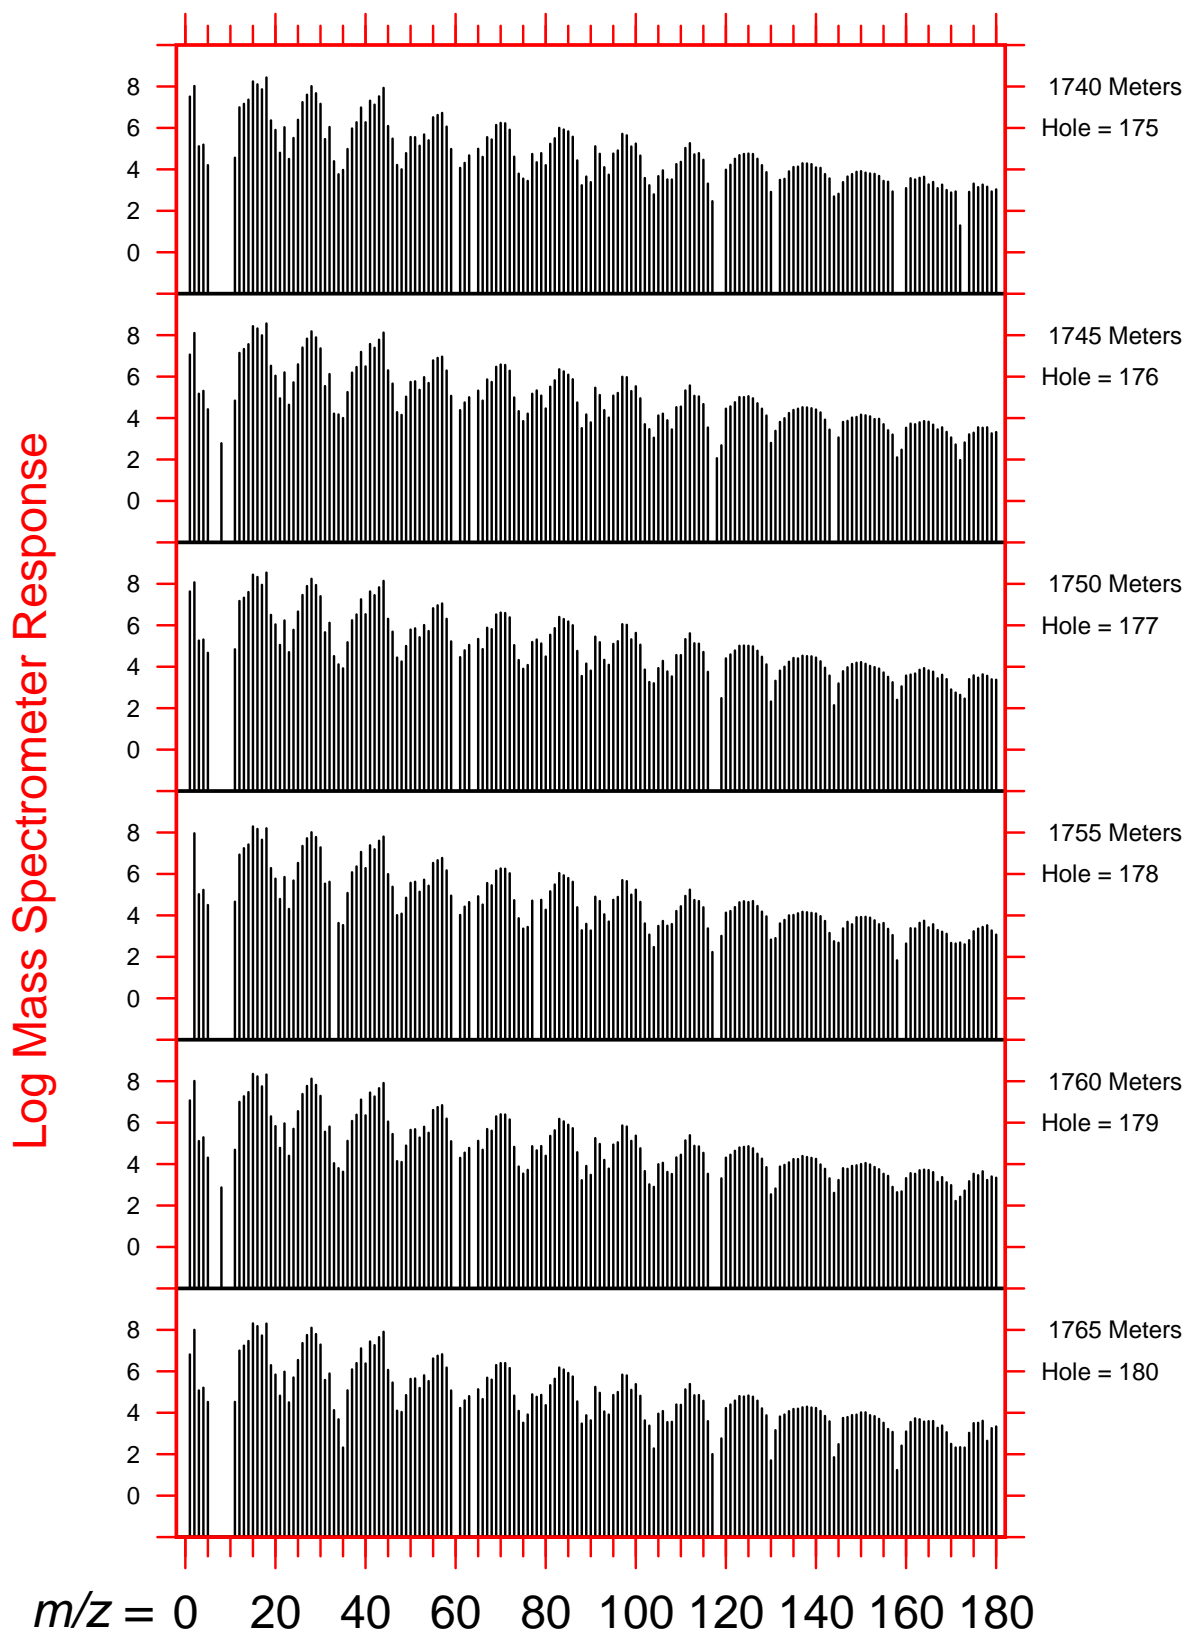 8
6
4
2
0
1740 Meters
Hole = 175
8
6
4
2
0
1745 Meters
Hole = 176
8
6
4
2
0
1750 Meters
Hole = 177
8
6
4
2
0
1755 Meters
Hole = 178
8
6
4
2
0
1760 Meters
Hole = 179
8
6
4
2
0
1765 Meters
Hole = 180
Log Mass Spectrometer Response
m/z = 0 20 40 60 80 100 120 140 160 180